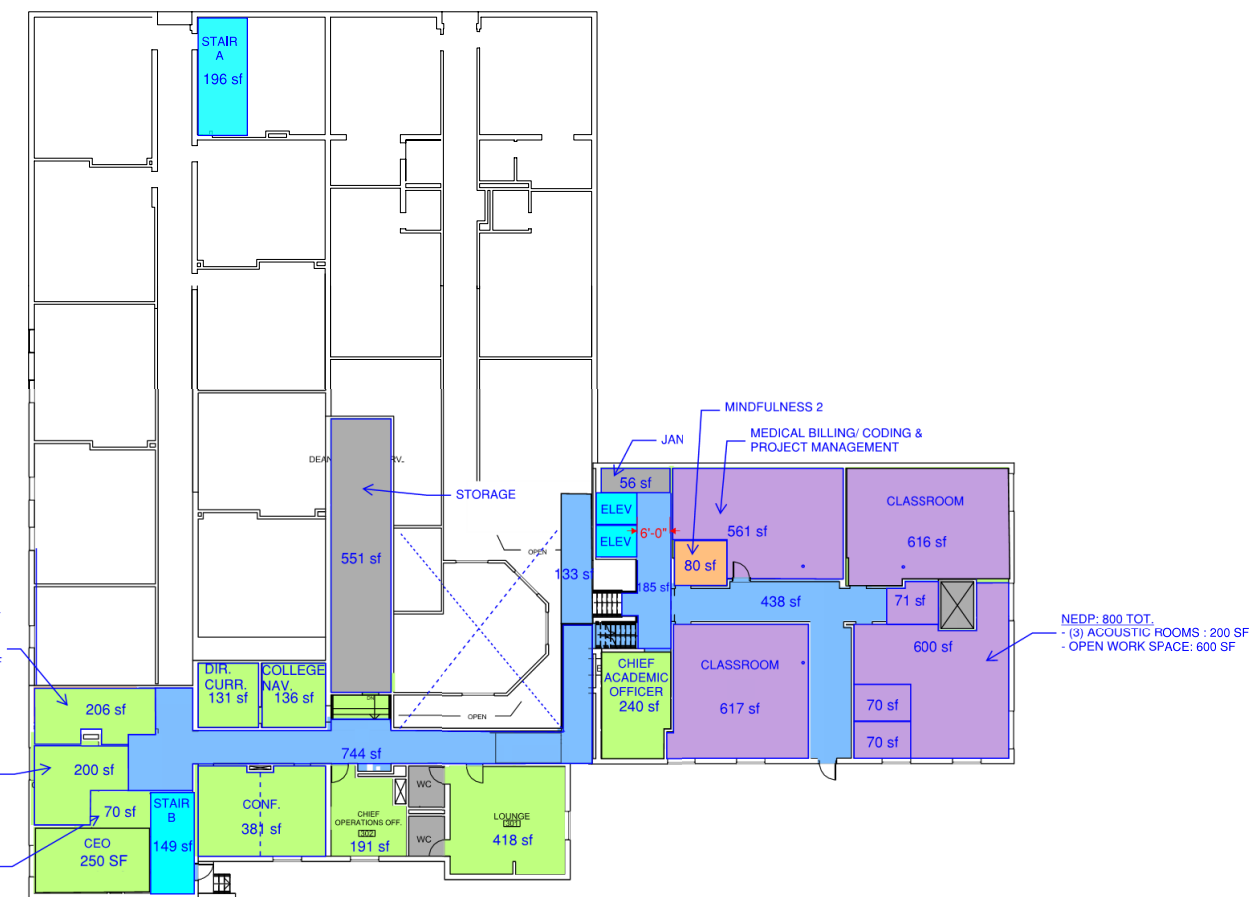 STAIR
A
196 sf
MINDFULNESS 2
MEDICAL BILLING/ CODING &
PROJECT MANAGEMENT
JAN
STORAGE
56 sf
ELEV
ELEV
6'-0"
561 sf
80 sf
CLASSROOM
616 sf
551 sf
OPEN
133 sf
185 sf
438 sf
71 sf
600 sf
NEDP: 800 TOT.
- (3) ACOUSTIC ROOMS : 200 SF
- OPEN WORK SPACE: 600 SF
CHIEF
ACADEMIC
OFFICER
240 sf
CLASSROOM
617 sf
70 sf
70 sf
DIR.
CURR.
131 sf
COLLEGE
NAV.
136 sf
DN
OPEN
206 sf
744 sf
200 sf
70 sf
STAIR
B
149 sf
CEO
250 SF
CONF.
381 sf
CHIEF
OPERATIONS OFF.
302
191 sf
WC
WC
LOUNGE
301
418 sf